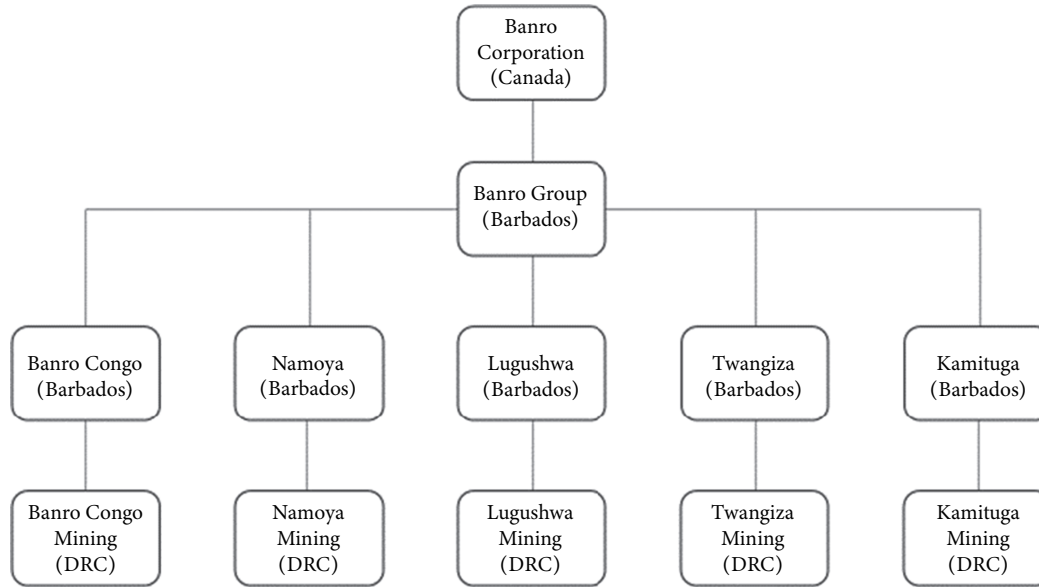 Banro
Corporation
(Canada)
Banro Group
(Barbados)
Banro Congo
(Barbados)
Namoya
(Barbados)
Lugushwa
(Barbados)
Twangiza
(Barbados)
Kamituga
(Barbados)
Banro Congo
Mining
(DRC)
Namoya
Mining
(DRC)
Lugushwa
Mining
(DRC)
Twangiza
Mining
(DRC)
Kamituga
Mining
(DRC)